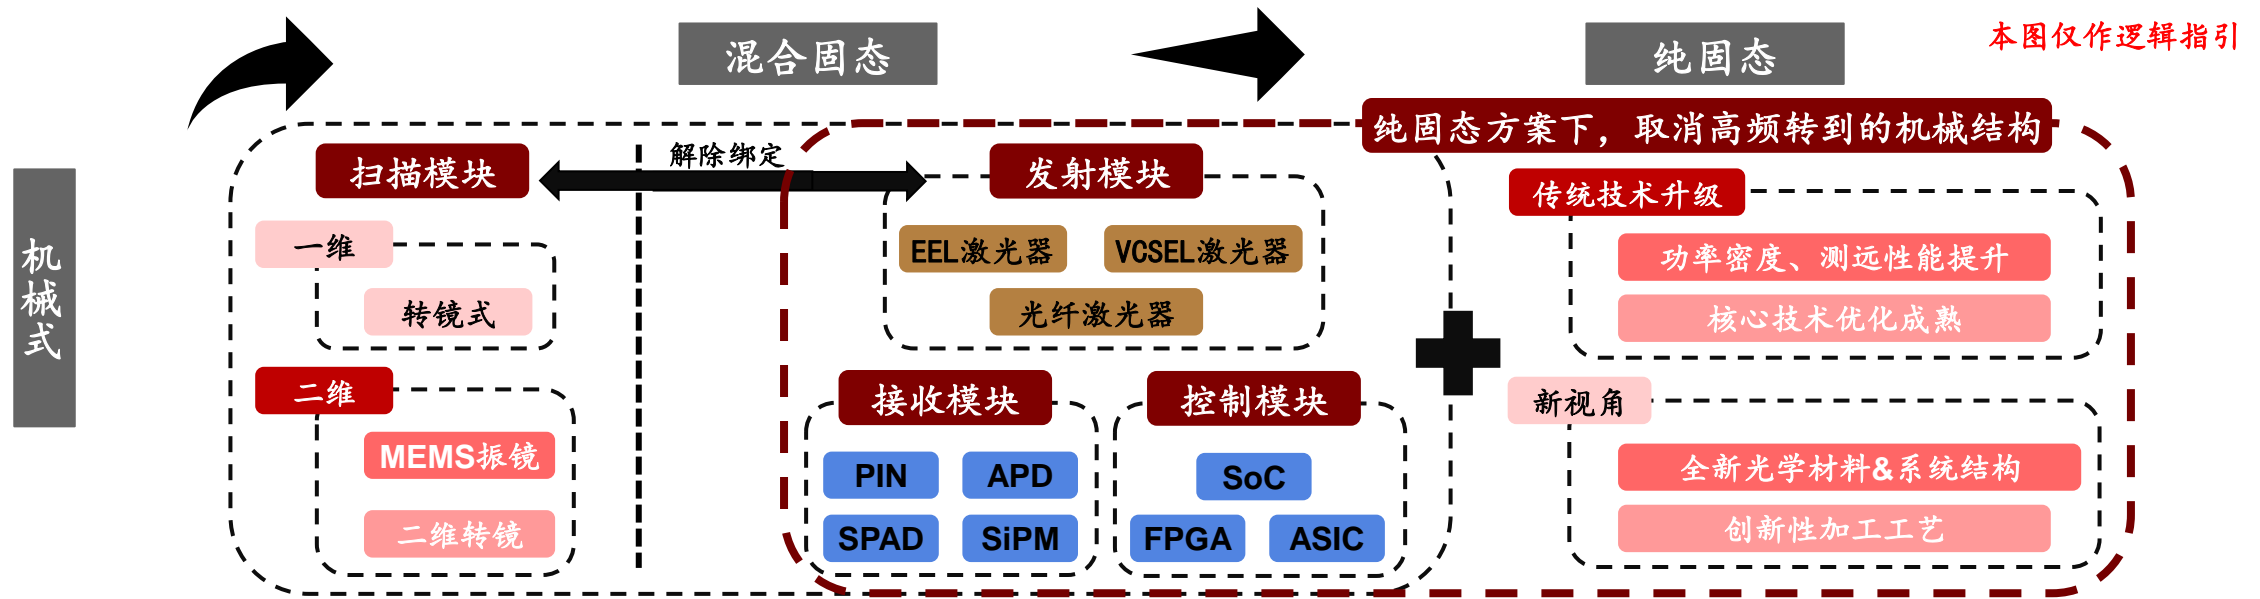 混合固态
纯固态
本图仅作逻辑指引
机械式
纯固态方案下，取消高频转到的机械结构
扫描模块
解除绑定
发射模块
一维
转镜式
二维
MEMS振镜
二维转镜
EEL激光器
VCSEL激光器
光纤激光器
接收模块
PIN
APD
SPAD
SiPM
控制模块
SoC
FPGA
ASIC
传统技术升级
功率密度、测远性能提升
核心技术优化成熟
新视角
全新光学材料&系统结构
创新性加工工艺